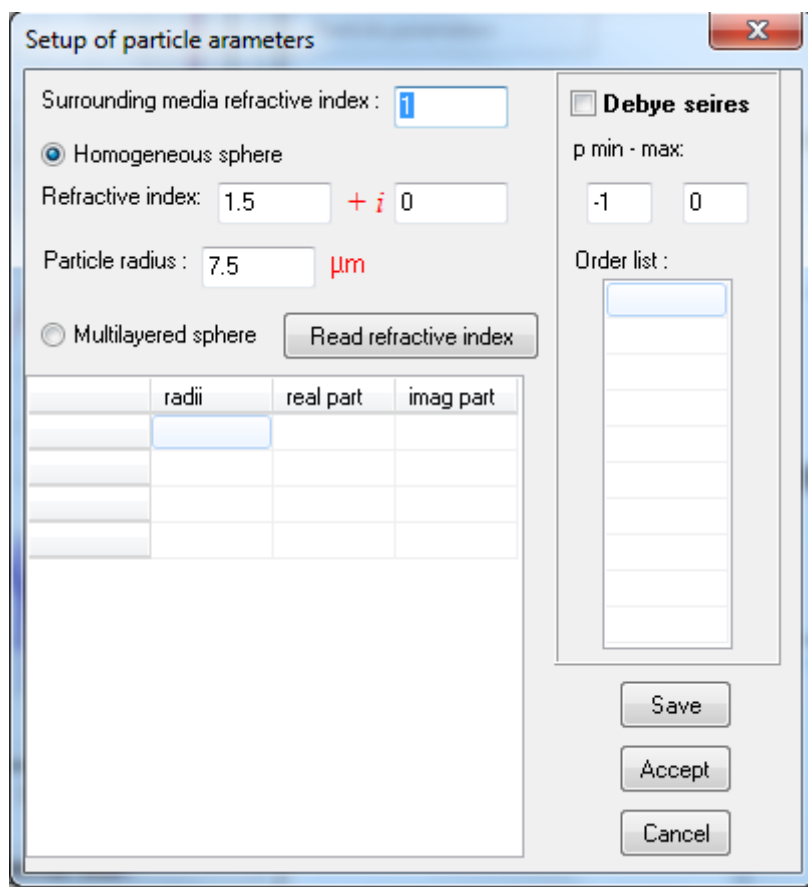 Setup of particle arameters
Surrounding media refractive index : 1
Homogeneous sphere
Refractive index: 1.5 + i 0
Particle radius : 7.5 μm
Multilayered sphere Read refractive index
radii real part imag part
Debye seires
p min - max:
-1 0
Order list :
Save
Accept
Cancel